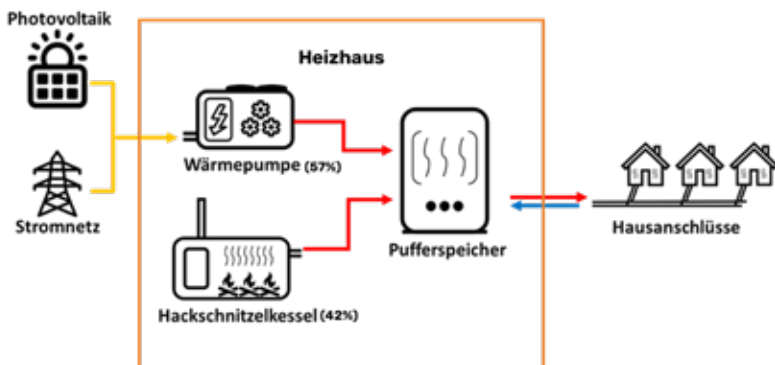 Photovoltaik
Heizhaus
Wärmepumpe (57%)
Stromnetz
Pufferspeicher
Hausanschlüsse
Hackschnitzelkessel (42%)